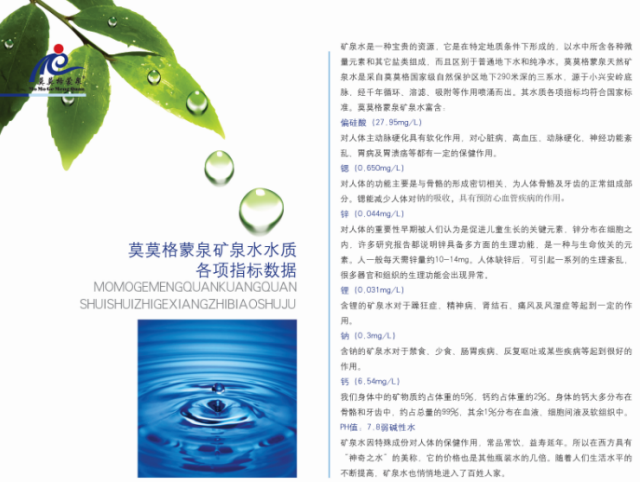 莫莫格蒙泉
Mo Mo Ge Meng Quan
莫莫格蒙泉矿泉水水质
各项指标数据
MOMOGEMENGQUANKUANGQUAN
SHUISHUIZHIGEXIANGZHIBIAOSHUJU
矿泉水是一种宝贵的资源，它是在特定地质条件下形成的，以水中所含各种微
量元素和其它盐类组成，而且区别于普通地下水和纯净水。莫莫格蒙泉天然矿
泉水是采自莫莫格国家级自然保护区地下290米深的三系水，源于小兴安岭底
脉，经千年循环、溶滤、吸附等作用喷涌而出。其水质各项指标均符合国家标
准。莫莫格蒙泉矿泉水富含：
偏硅酸（27.95mg/L）
对人体主动脉硬化具有软化作用，对心脏病、高血压、动脉硬化、神经功能紊
乱、胃病及胃溃疡等都有一定的保健作用。
锶（0.650mg/L）
对人体的功能主要是与骨骼的形成密切相关，为人体骨骼及牙齿的正常组成部
分。锶能减少人体对钠的吸收，具有预防心血管疾病的作用。
锌（0.044mg/L）
对人体的重要性早期被人们认为是促进儿童生长的关键元素，锌分布在细胞之
内，许多研究报告都说明锌具备多方面的生理功能，是一种与生命攸关的元
素。人一般每天需锌量约10-14mg。人体缺锌后，可引起一系列的生理紊乱，
很多器官和组织的生理功能会出现异常。
锂（0.031mg/L）
含锂的矿泉水对于躁狂症、精神病、肾结石、痛风及风湿症等起到一定的作
用。
钠（0.3mg/L）
含钠的矿泉水对于禁食、少食、肠胃疾病、反复呕吐或某些疾病等起到很好的
作用。
钙（6.54mg/L）
我们身体中的矿物质约占体重的5%，钙约占体重的2%。身体的钙大多分布在
骨骼和牙齿中，约占总量的99%，其余1%分布在血液、细胞间液及软组织中。
PH值：7.8弱碱性水
矿泉水因特殊成份对人体的保健作用，常品常饮，益寿延年。所以在西方具有
“神奇之水”的美称，它的价格也是其他瓶装水的几倍。随着人们生活水平的
不断提高，矿泉水也悄悄地进入了百姓人家。